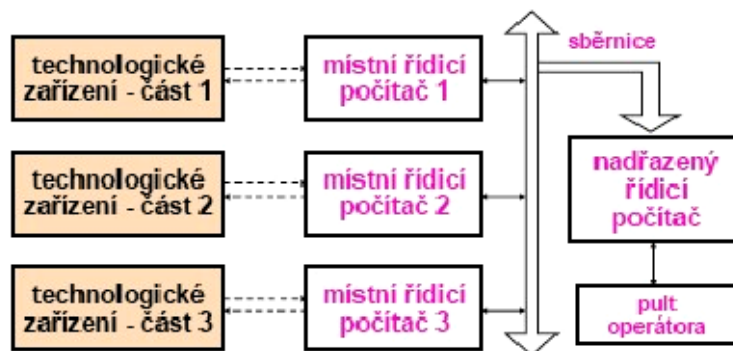 technologické
zařízení - část 1
místní řídicí
počítač 1
sběrnice
technologické
zařízení - část 2
místní řídicí
počítač 2
nadřazený
řídicí
počítač
technologické
zařízení - část 3
místní řídicí
počítač 3
pult
operátora